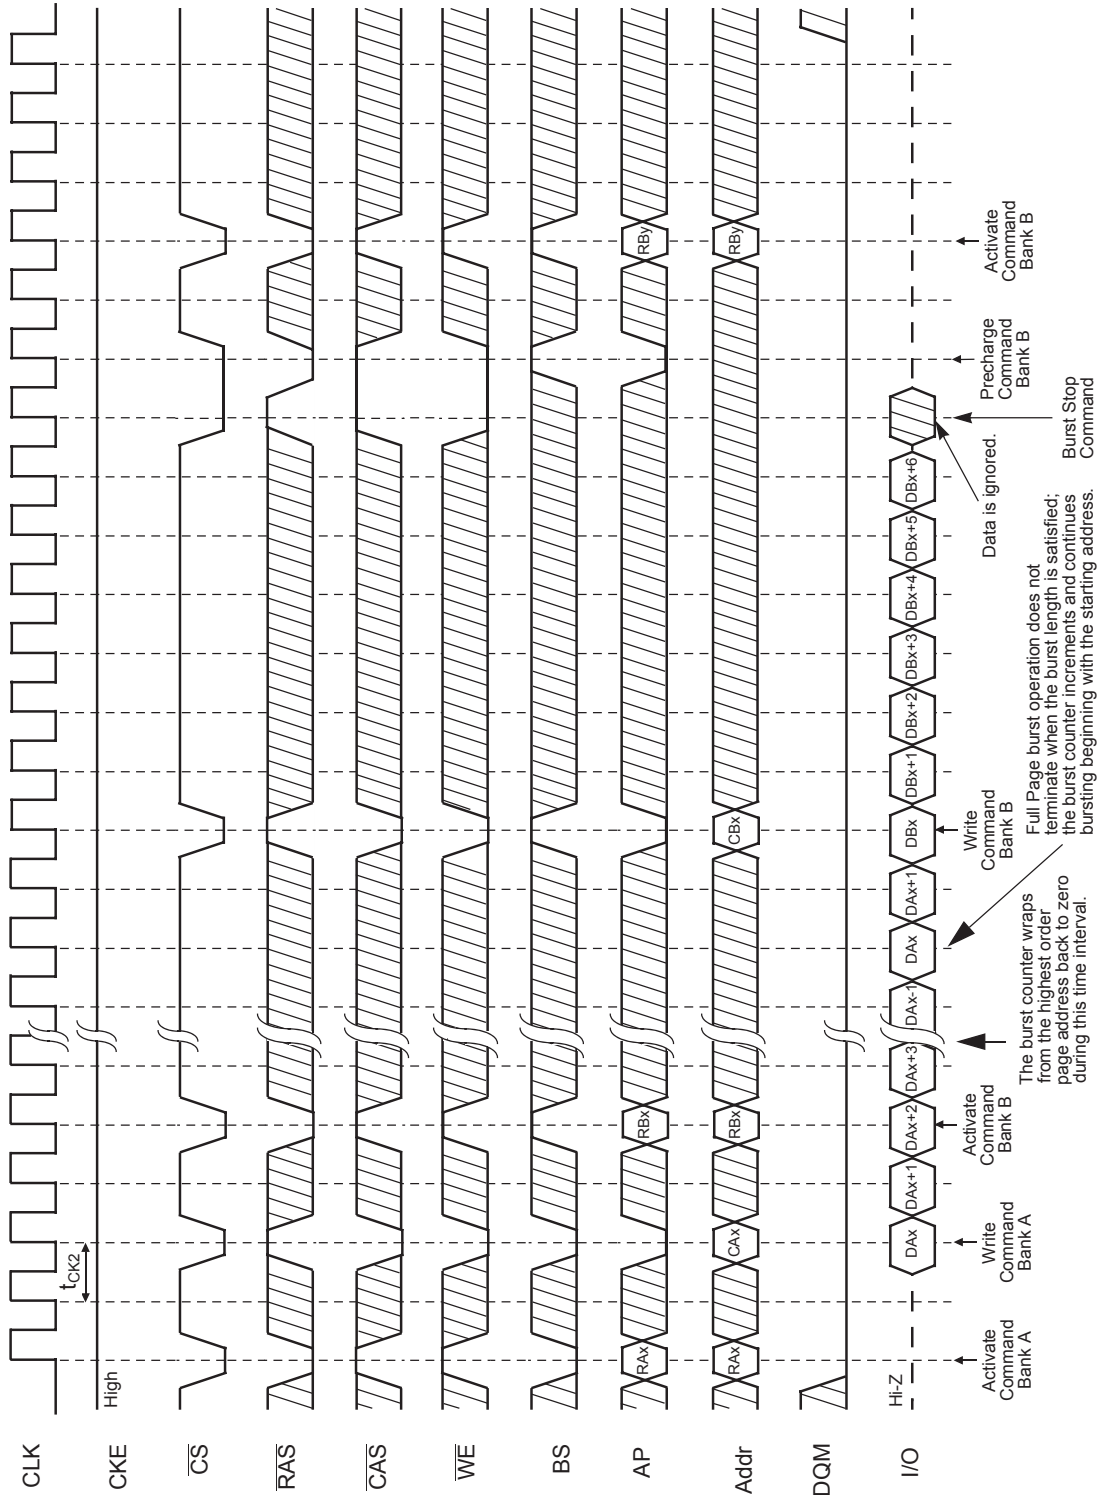 CLK
CKE
High
CS
RAS
CAS
WE
BS
AP
Addr
DQM
I/O
Hi-Z
tCK2
RAx
RBx
RBy
RAx
CAx
RBx
CBx
RBy
DAx
DAx+1
DAx+2
DAx+3
DAx-1
DAx
DAx+1
DBx
DBx+1
DBx+2
DBx+3
DBx+4
DBx+5
DBx+6
Activate
Command
Bank A
Write
Command
Bank A
Activate
Command
Bank B
The burst counter wraps
from the highest order
page address back to zero
during this time interval.
Write
Command
Bank B
Full Page burst operation does not
terminate when the burst length is satisfied;
the burst counter increments and continues
bursting beginning with the starting address.
Data is ignored.
Burst Stop
Command
Precharge
Command
Bank B
Activate
Command
Bank B